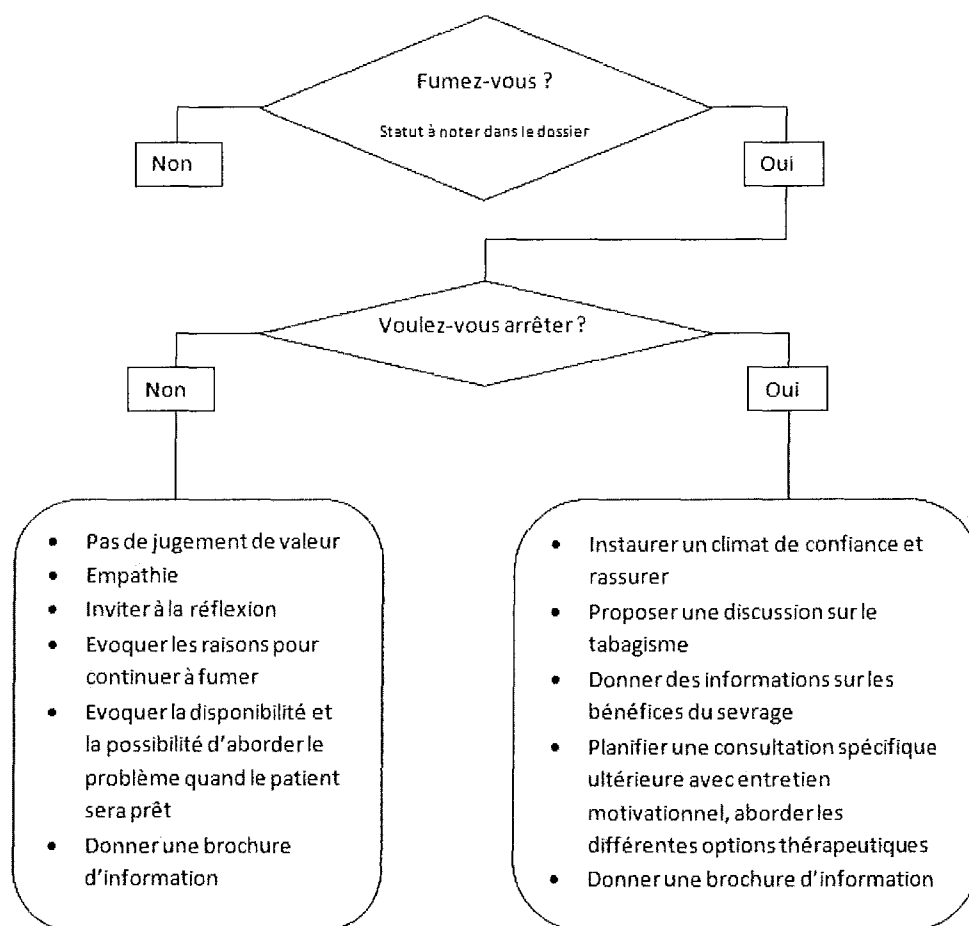 Fumez-vous ?
Statut à noter dans le dossier
Non
Oui
Voulez-vous arrêter ?
Non
Oui
• Pas de jugement de valeur
• Empathie
• Inviter à la réflexion
• Evoquer les raisons pour
continuer à fumer
• Evoquer la disponibilité et
la possibilité d'aborder le
problème quand le patient
sera prêt
• Donner une brochure
d'information
• Instaurer un climat de confiance et
rassurer
• Proposer une discussion sur le
tabagisme
• Donner des informations sur les
bénéfices du sevrage
• Planifier une consultation spécifique
ultérieure avec entretien
motivationnel, aborder les
différentes options thérapeutiques
• Donner une brochure d'information